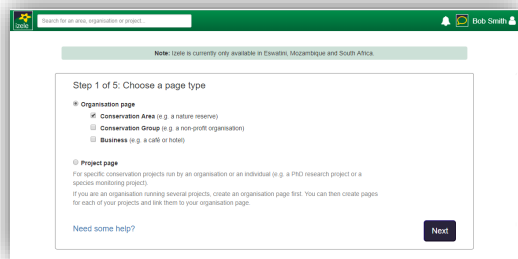 Izele
Search for an area, organisation or project..
Bob Smith
Note: Izele is currently only available in Eswatini, Mozambique and South Africa.
Step 1 of 5: Choose a page type
Organisation page
Conservation Area (e.g. a nature reserve)
Conservation Group (e.g. a non-profit organisation)
Business (e.g. a café or hotel)
Project page
For specific conservation projects run by an organisation or an individual (e.g. a PhD research project or a
species monitoring project).
If you are an organisation running several projects, create an organisation page first. You can then create pages
for each of your projects and link them to your organisation page.
Need some help?
Next